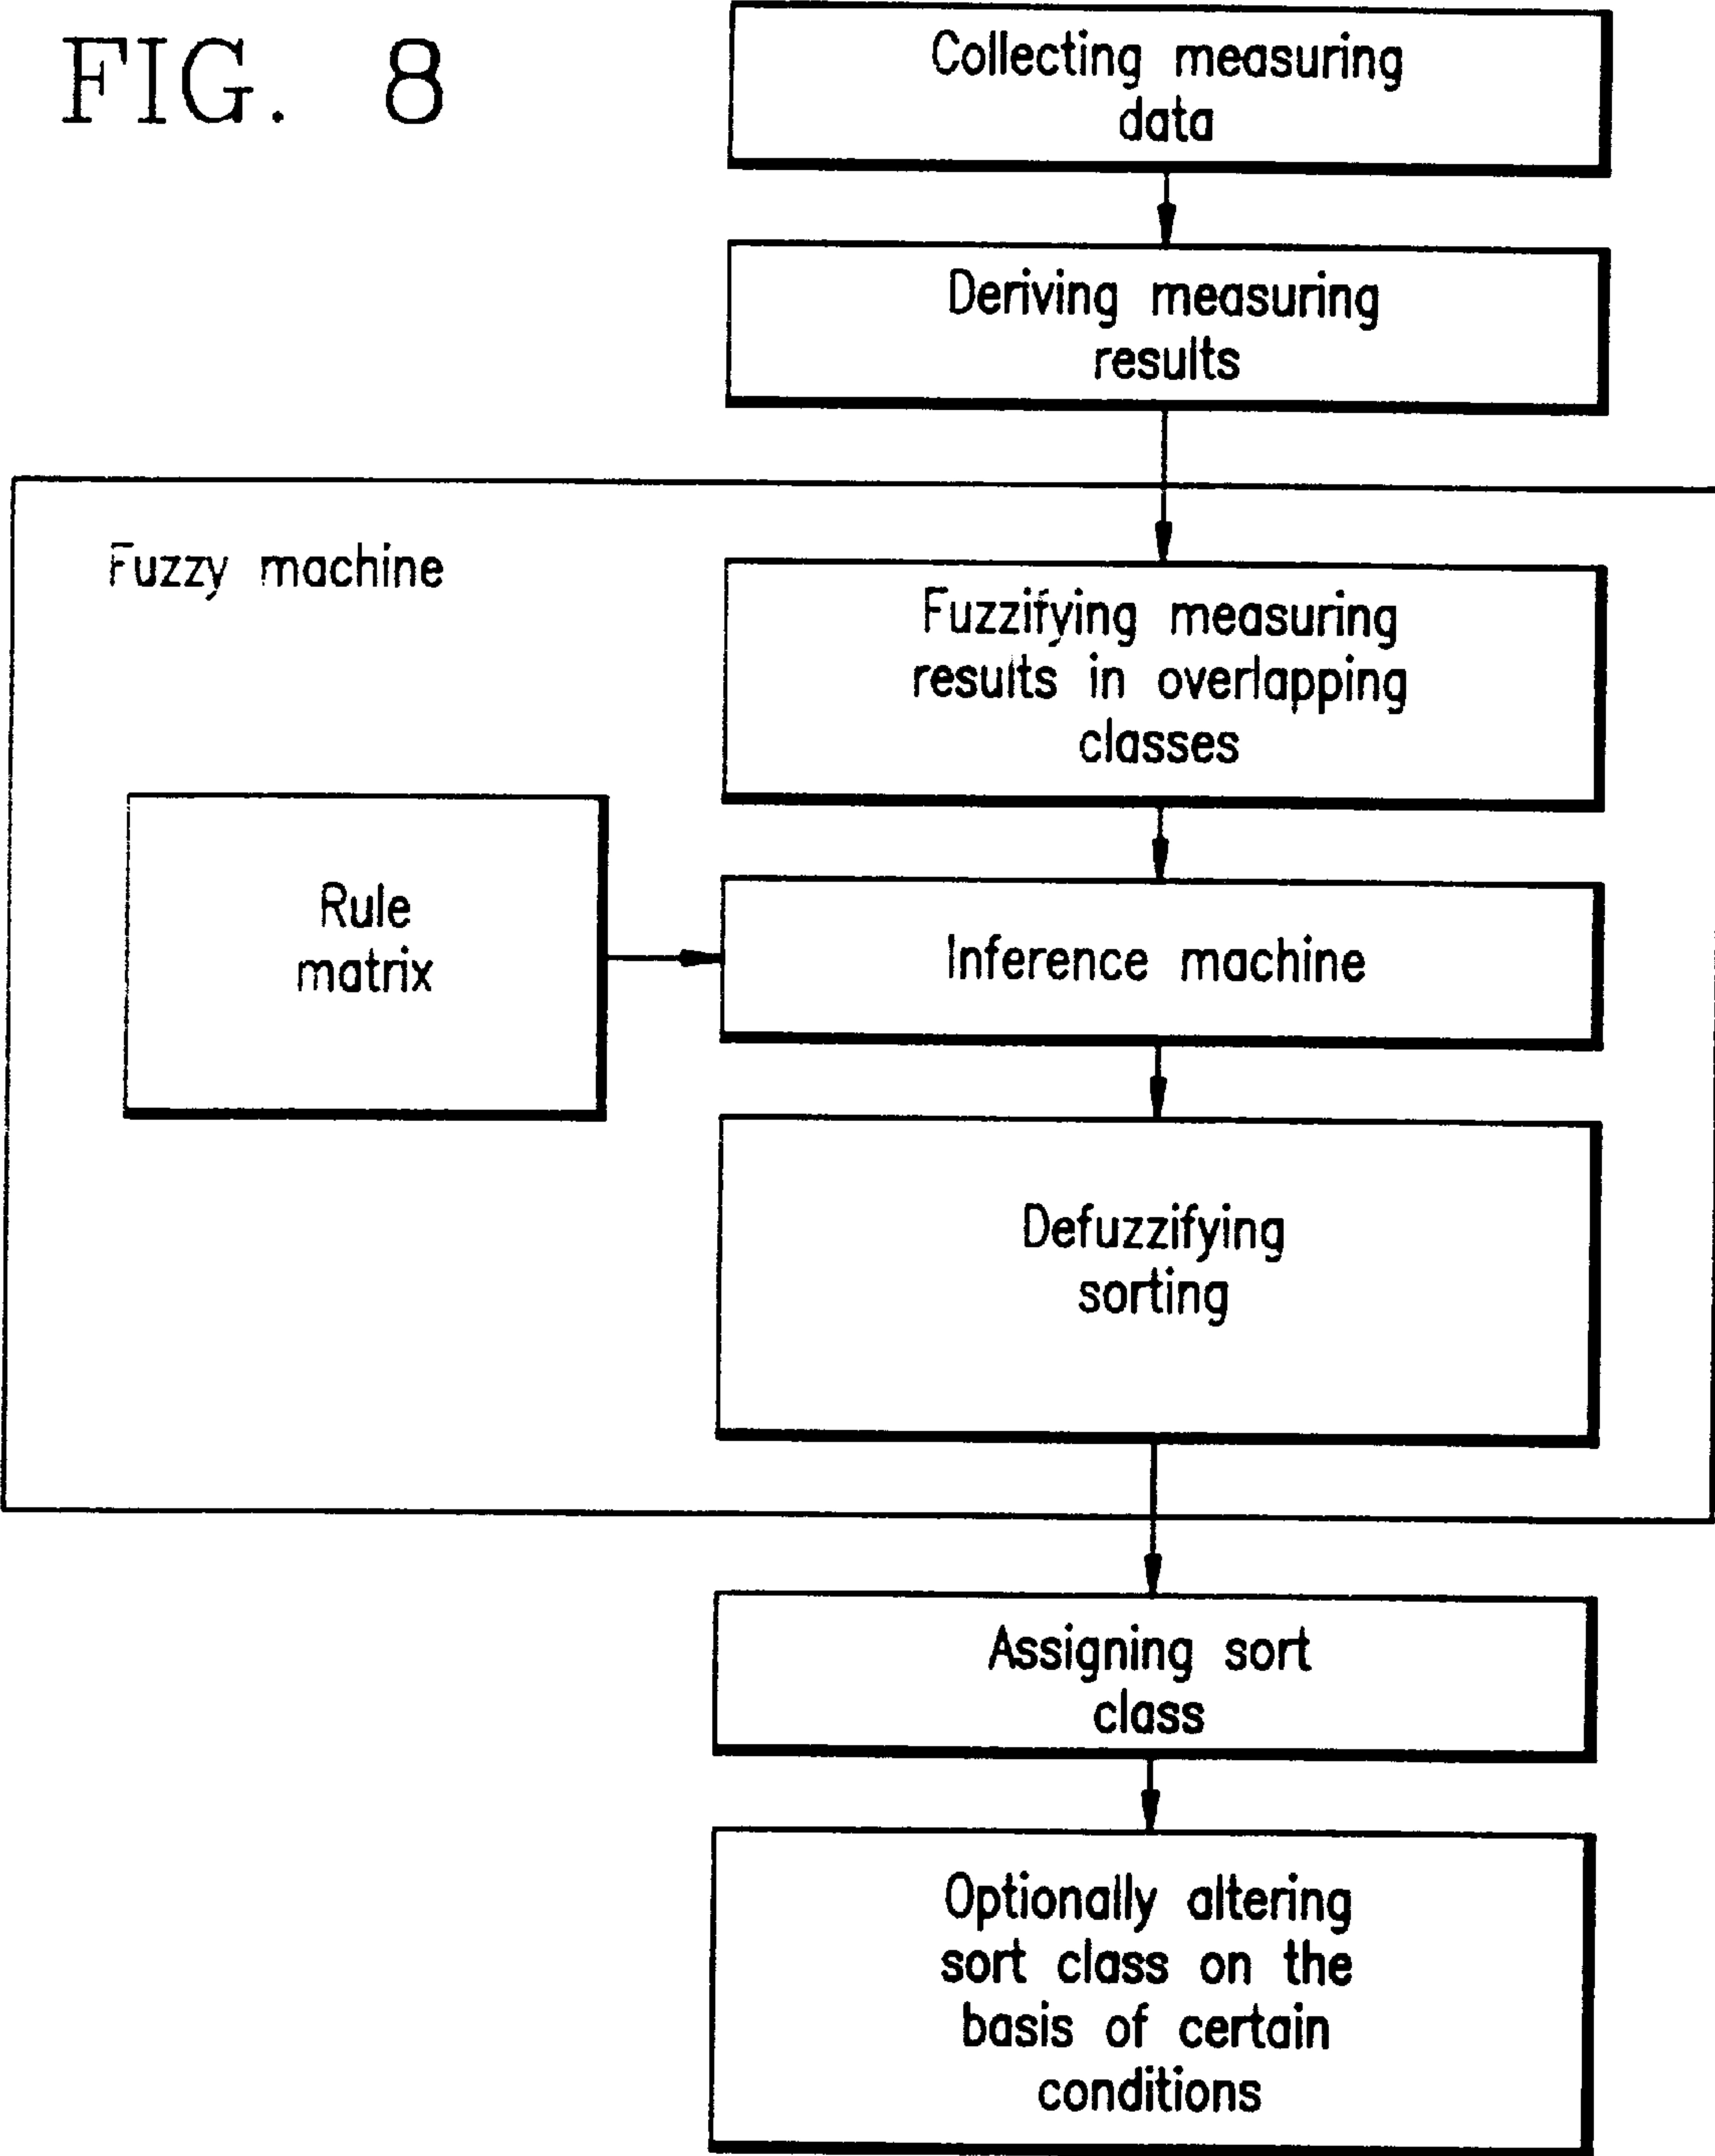 FIG. 8
Collecting measuring
data
Deriving measuring
results
Fuzzy machine
Fuzzifying measuring
results in overlapping
classes
Rule
matrix
Inference machine
Defuzzifying
sorting
Assigning sort
class
Optionally altering
sort class on the
basis of certain
conditions